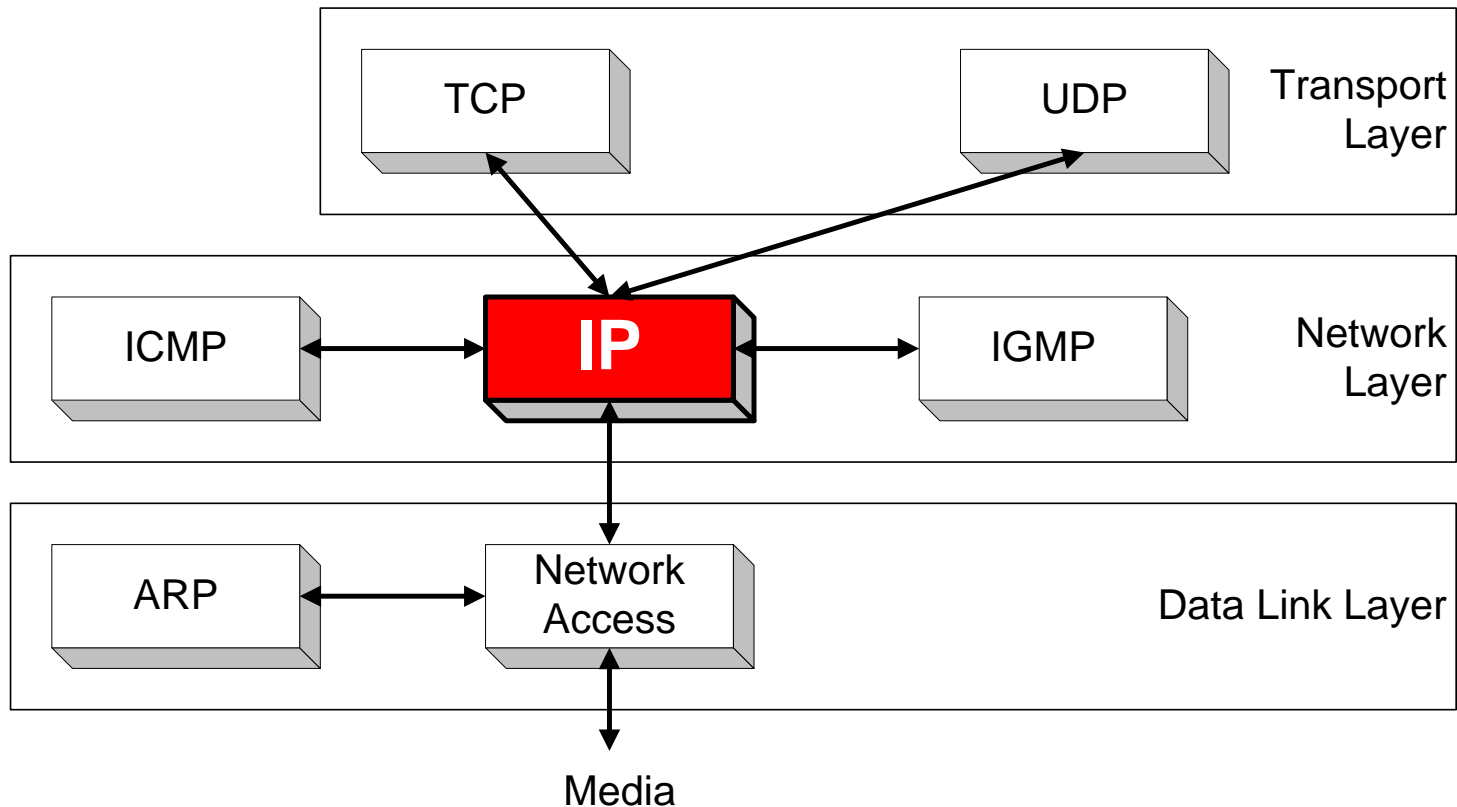 TCP
UDP
Transport
Layer
ICMP
IP
IGMP
Network
Layer
ARP
Network
Access
Data Link Layer
Media